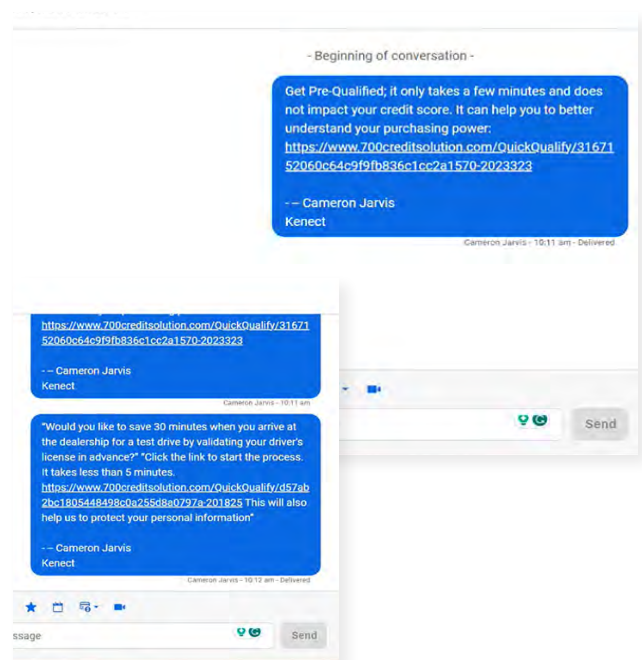 - Beginning of conversation -
Get Pre-Qualified; it only takes a few minutes and does
not impact your credit score. It can help you to better
understand your purchasing power:
https://www.700creditsolution.com/QuickQualify/31671
52060c64c9f9fb836c1cc2a1570-2023323
-– Cameron Jarvis
Kenect
Cameron Jarvis - 10:11 am - Delivered
Send
https://www.700creditsolution.com/QuickQualify/31671
52060c64c9f9fb836c1cc2a1570-2023323
-– Cameron Jarvis
Kenect
Cameron Jarvis - 10:11 am
"Would you like to save 30 minutes when you arrive at
the dealership for a test drive by validating your driver's
license in advance?" "Click the link to start the process.
It takes less than 5 minutes.
https://www.700creditsolution.com/QuickQualify/d57ab
2bc1805448498c0a255d8a0797a-201825 This will also
help us to protect your personal information"
-– Cameron Jarvis
Kenect
Cameron Jarvis - 10:12 am - Delivered
ssage
Send